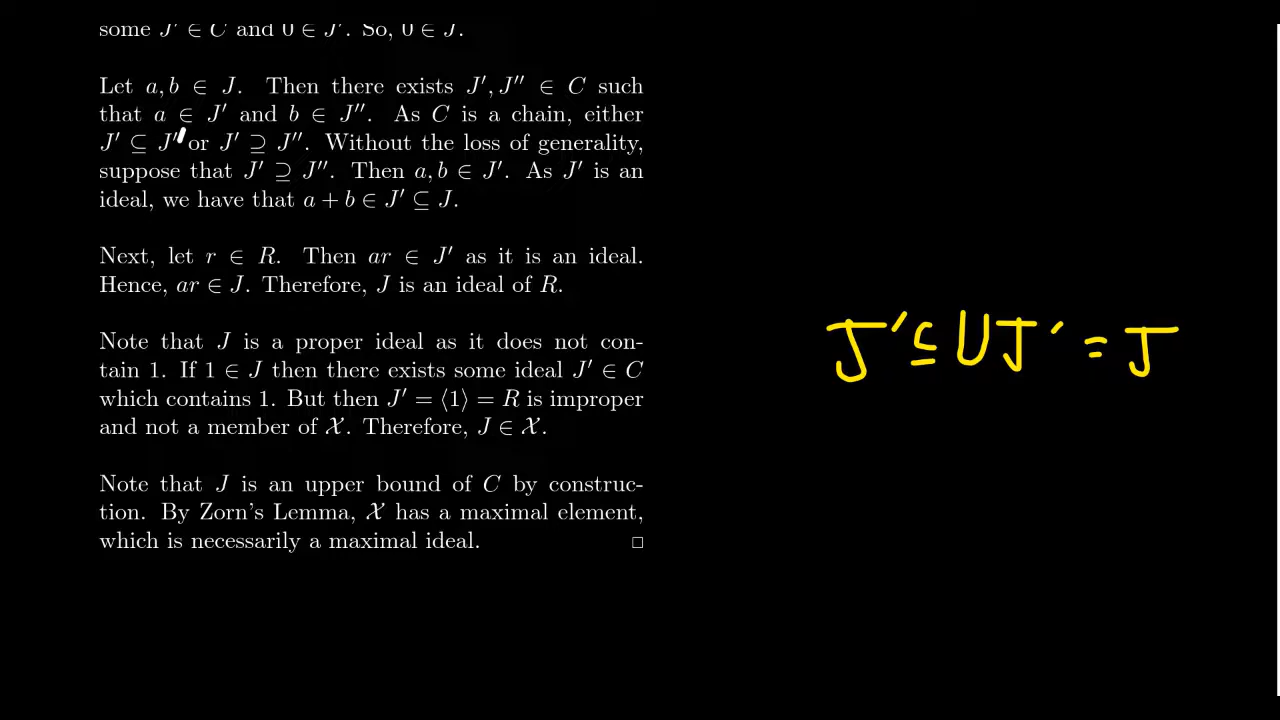 some J′ ∈ C and 0 ∈ J′. So, 0 ∈ J.
Let a, b ∈ J. Then there exists J′, J′′ ∈ C such
that a ∈ J′ and b ∈ J′′. As C is a chain, either
J′ ⊆ J′′ or J′ ⊇ J′′. Without the loss of generality,
suppose that J′ ⊇ J′′. Then a, b ∈ J′. As J′ is an
ideal, we have that a + b ∈ J′ ⊆ J.
Next, let r ∈ R. Then ar ∈ J′ as it is an ideal.
Hence, ar ∈ J. Therefore, J is an ideal of R.
Note that J is a proper ideal as it does not con-
tain 1. If 1 ∈ J then there exists some ideal J′ ∈ C
which contains 1. But then J′ = ⟨1⟩ = R is improper
and not a member of 𝒳. Therefore, J ∈ 𝒳.
Note that J is an upper bound of C by construc-
tion. By Zorn's Lemma, 𝒳 has a maximal element,
which is necessarily a maximal ideal. □
J′ ⊆ ∪J′ = J